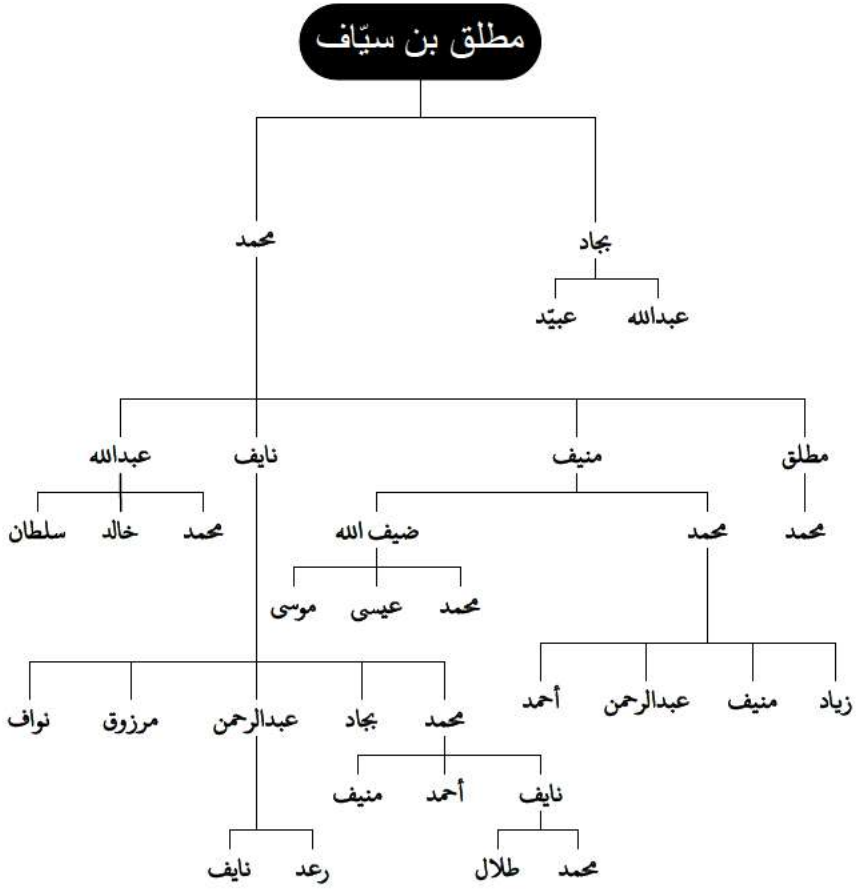 مطلق بن سيّاف
بجاد محمد
عبدالله عبيّد
مطلق منيف نايف عبدالله
محمد محمد ضيف الله محمد خالد سلطان
محمد عيسى موسى
زياد منيف عبدالرحمن أحمد
محمد بجاد عبدالرحمن مرزوق نواف
نايف أحمد منيف
محمد طلال رعد نايف